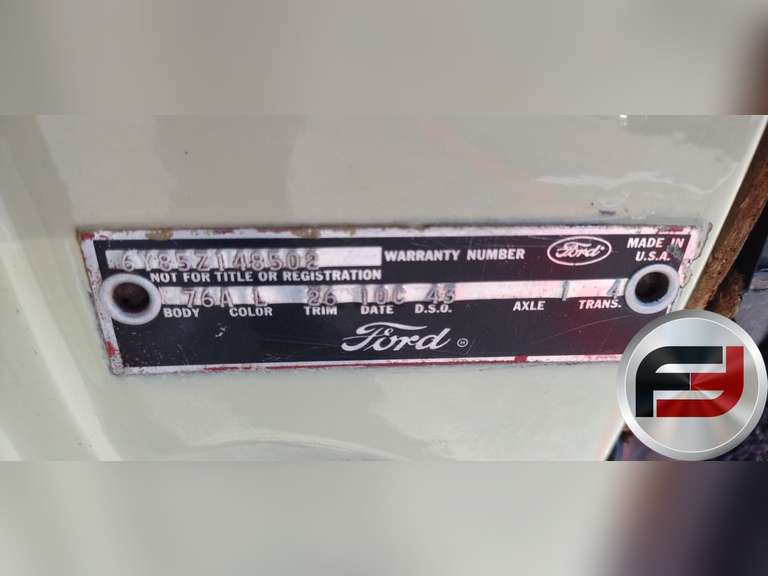 6Y85Z148502 WARRANTY NUMBER Ford MADE IN U.S.A.
NOT FOR TITLE OR REGISTRATION
76A L 26 10C 43 1 4
BODY COLOR TRIM DATE D.S.O. AXLE TRANS.
Ford